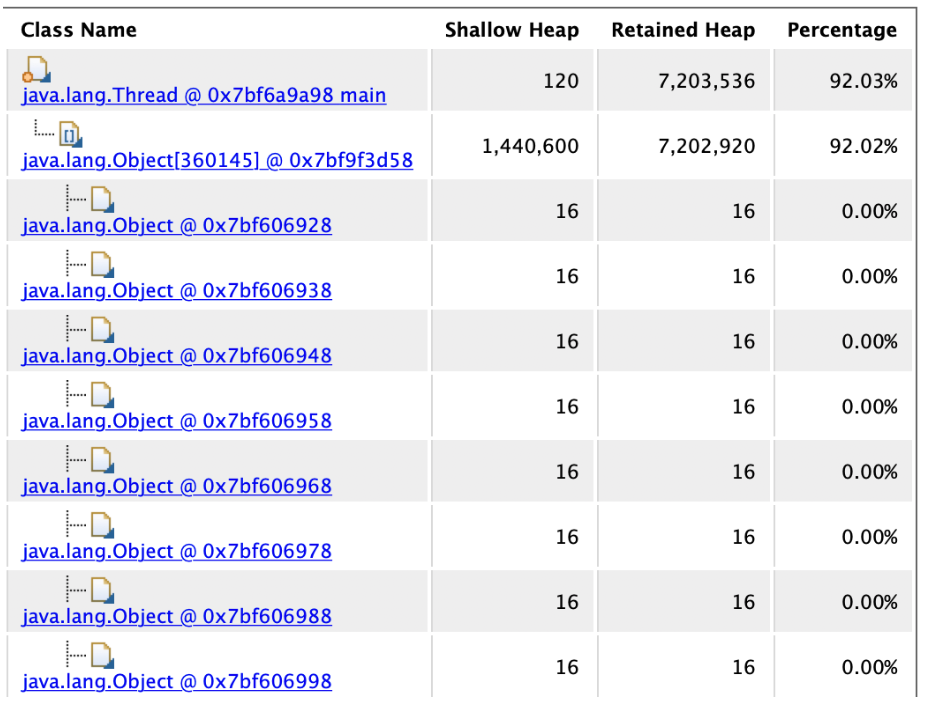 Class Name Shallow Heap Retained Heap Percentage
java.lang.Thread @ 0x7bf6a9a98 main 120 7,203,536 92.03%
java.lang.Object[360145] @ 0x7bf9f3d58 1,440,600 7,202,920 92.02%
java.lang.Object @ 0x7bf606928 16 16 0.00%
java.lang.Object @ 0x7bf606938 16 16 0.00%
java.lang.Object @ 0x7bf606948 16 16 0.00%
java.lang.Object @ 0x7bf606958 16 16 0.00%
java.lang.Object @ 0x7bf606968 16 16 0.00%
java.lang.Object @ 0x7bf606978 16 16 0.00%
java.lang.Object @ 0x7bf606988 16 16 0.00%
java.lang.Object @ 0x7bf606998 16 16 0.00%